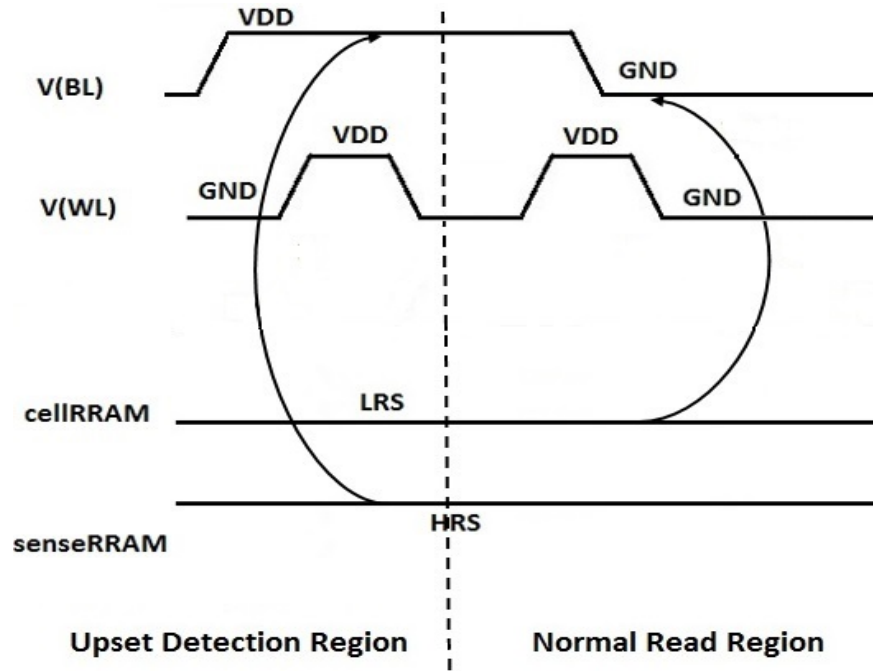 VDD
V(BL)
GND
VDD
VDD
V(WL)
GND
GND
cellRRAM
LRS
senseRRAM
HRS
Upset Detection Region
Normal Read Region